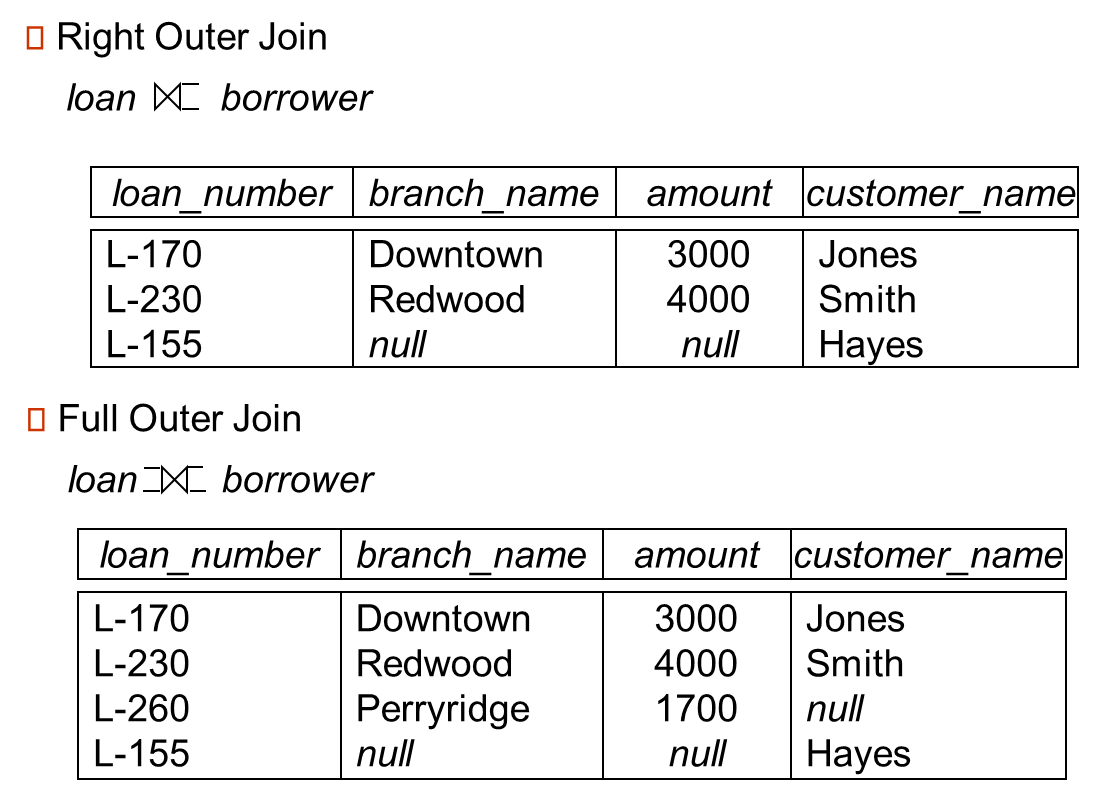 Right Outer Join
loan ⟖ borrower
loan_number branch_name amount customer_name
L-170 Downtown 3000 Jones
L-230 Redwood 4000 Smith
L-155 null null Hayes
Full Outer Join
loan ⟗ borrower
loan_number branch_name amount customer_name
L-170 Downtown 3000 Jones
L-230 Redwood 4000 Smith
L-260 Perryridge 1700 null
L-155 null null Hayes